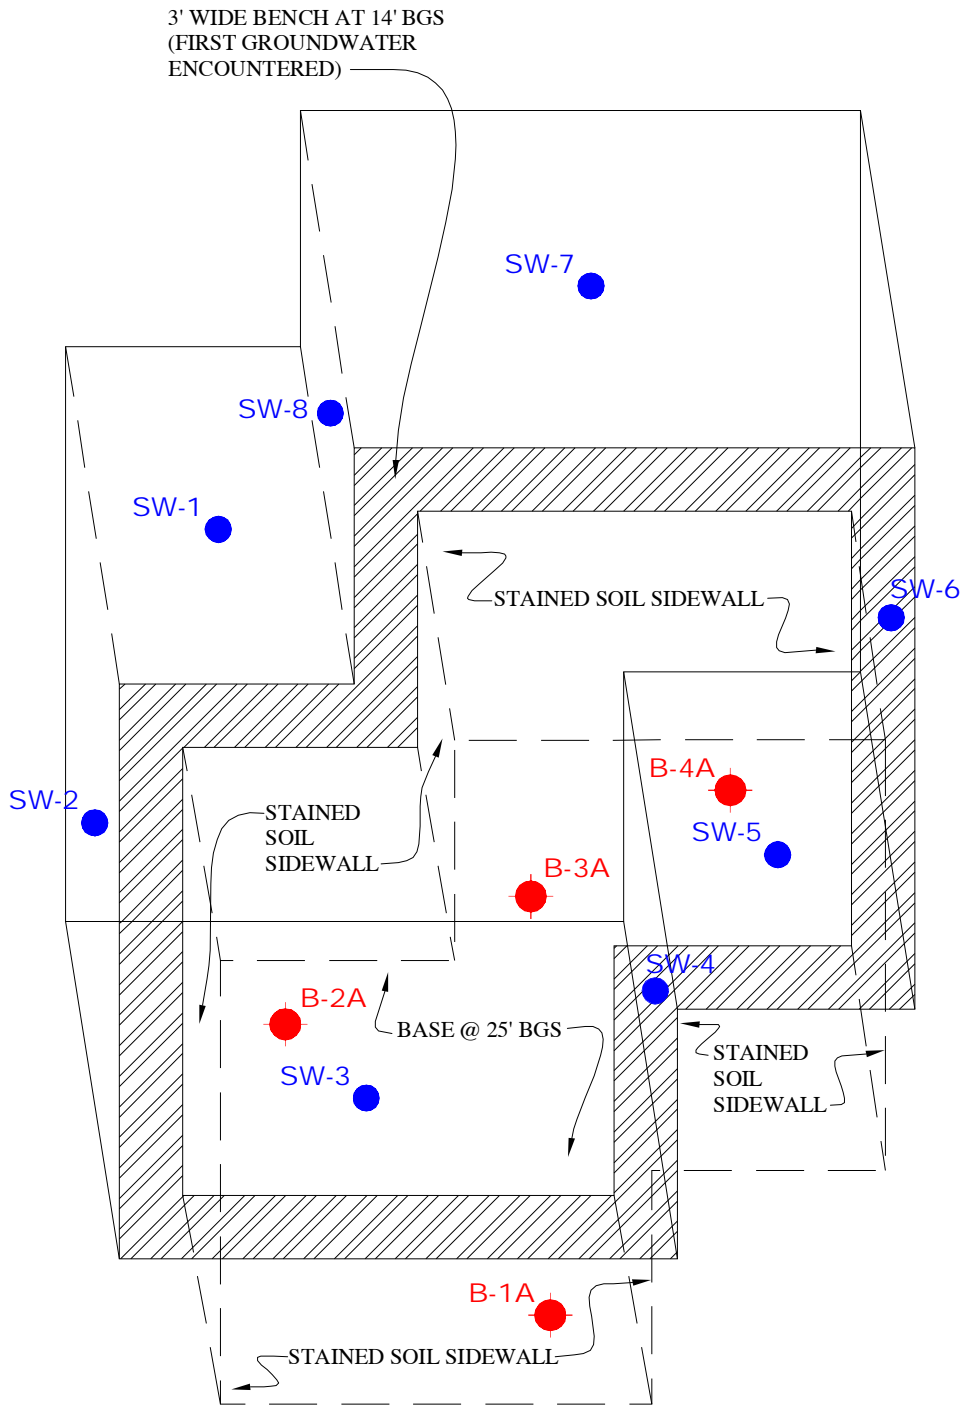 3' WIDE BENCH AT 14' BGS
(FIRST GROUNDWATER
ENCOUNTERED)
SW-7
SW-8
SW-1
STAINED SOIL SIDEWALL
SW-6
B-4A
SW-2
STAINED
SOIL
SIDEWALL
SW-5
B-3A
SW-4
B-2A
BASE @ 25' BGS
STAINED
SOIL
SIDEWALL
SW-3
B-1A
STAINED SOIL SIDEWALL